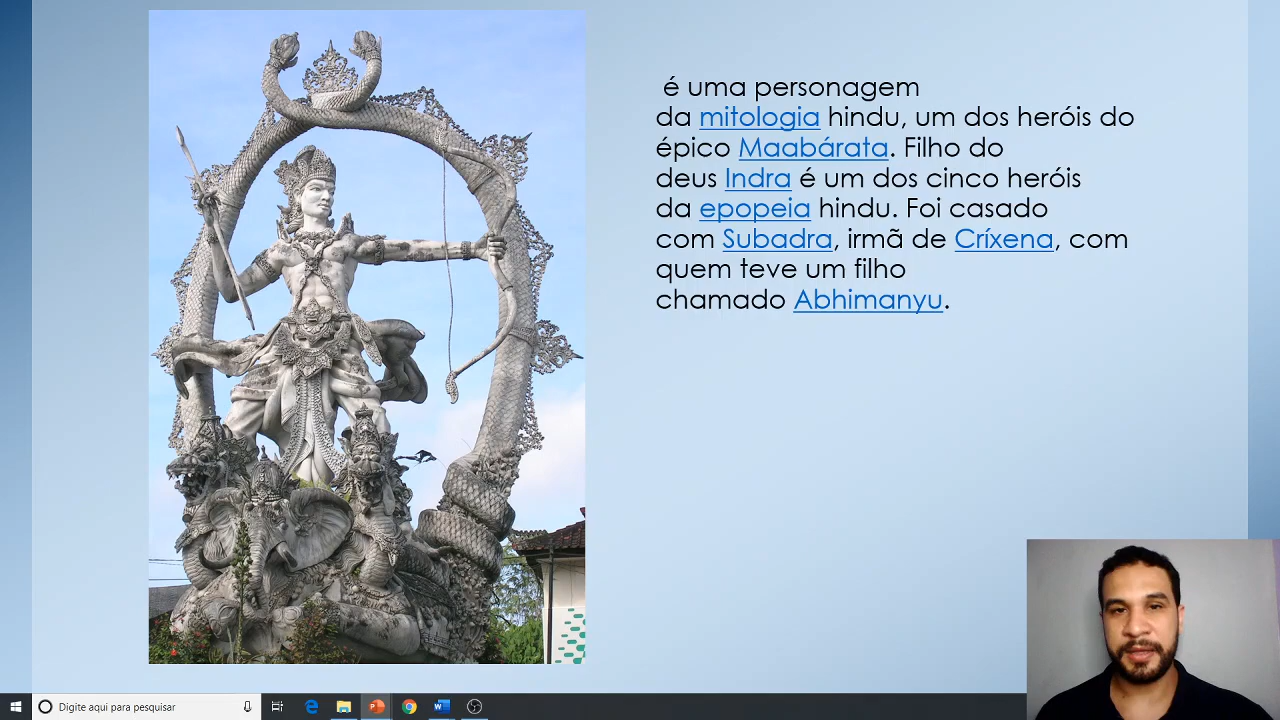 é uma personagem
da mitologia hindu, um dos heróis do
épico Maabárata. Filho do
deus Indra é um dos cinco heróis
da epopeia hindu. Foi casado
com Subadra, irmã de Críxena, com
quem teve um filho
chamado Abhimanyu.
Digite aqui para pesquisar